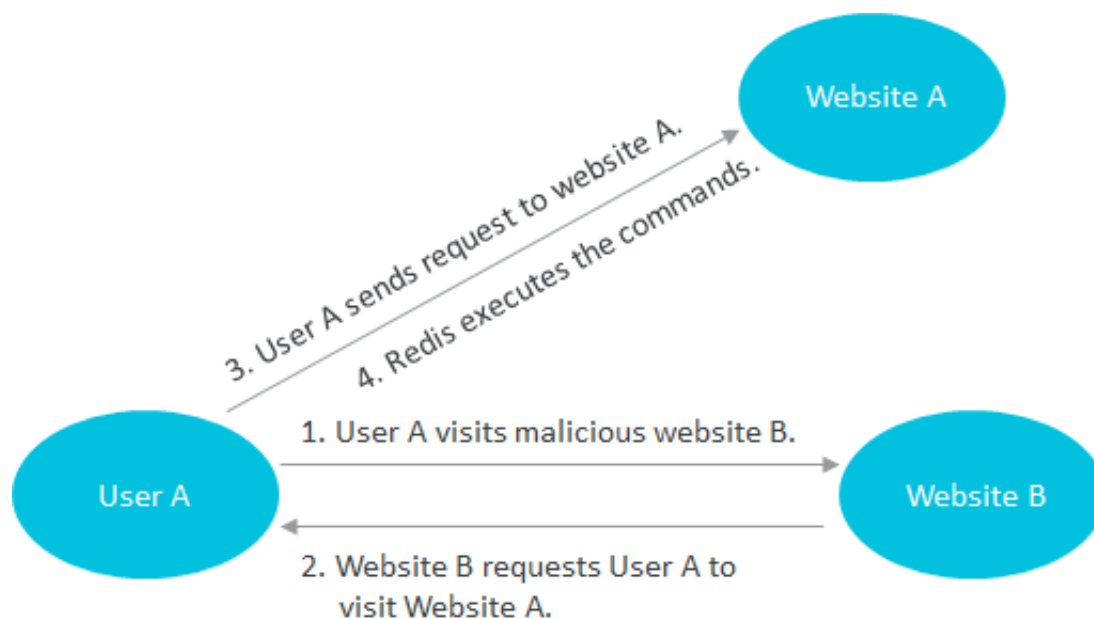 Website A
3. User A sends request to website A.
4. Redis executes the commands.
1. User A visits malicious website B.
User A
Website B
2. Website B requests User A to
visit Website A.